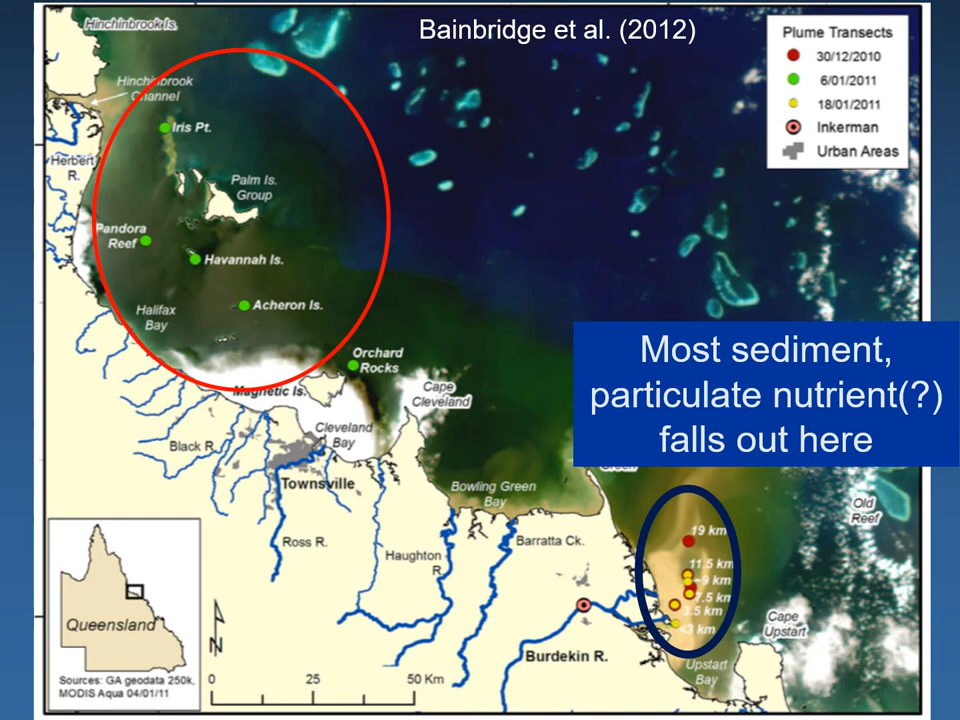 Bainbridge et al. (2012)
Plume Transects
30/12/2010
6/01/2011
18/01/2011
Inkerman
Urban Areas
Hinchinbrook Is.
Hinchinbrook
Channel
Iris Pt.
Herbert
R.
Palm Is.
Group
Pandora
Reef
Havannah Is.
Acheron Is.
Halifax
Bay
Orchard
Rocks
Magnetic Is.
Cape
Cleveland
Cleveland
Bay
Black R.
Townsville
Bowling Green
Bay
Ross R.
Haughton
R.
Barratta Ck.
Most sediment,
particulate nutrient(?)
falls out here
Green
Old
Reef
19 km
11.5 km
~9 km
7.5 km
3.5 km
<3 km
Cape
Upstart
Upstart
Bay
Burdekin R.
Queensland
Sources: GA geodata 250k,
MODIS Aqua 04/01/11
N
0 25 50 Km